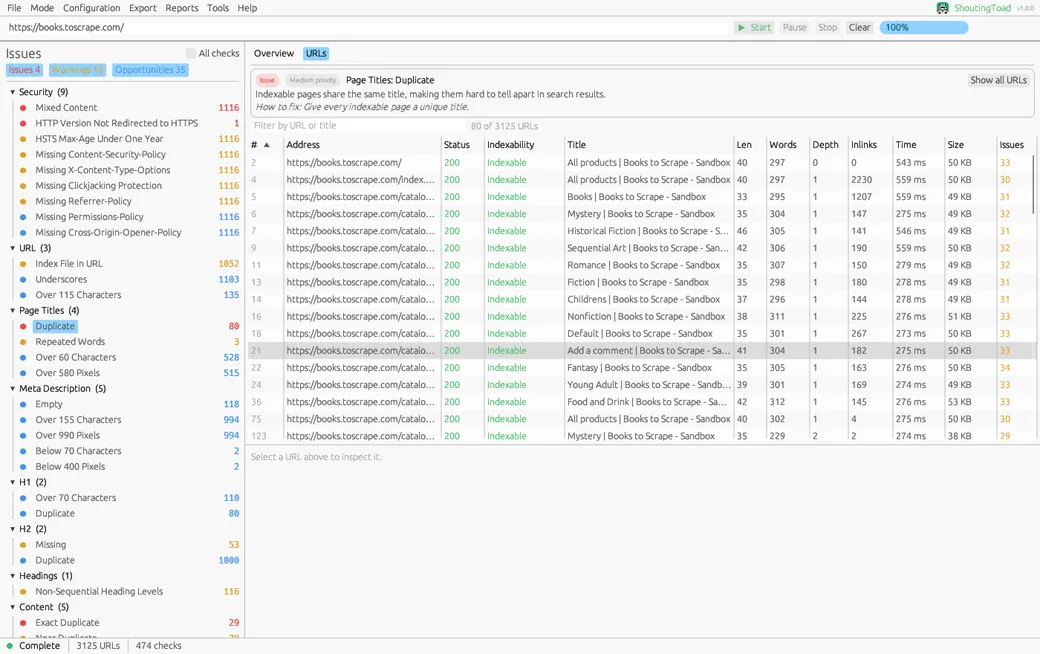 File Mode Configuration Export Reports Tools Help ShoutingToad v1.0.0
https://books.toscrape.com/ Start Pause Stop Clear 100%
Issues All checks
Issues 4 Warnings 16 Opportunities 35
Security (9)
Mixed Content 1116
HTTP Version Not Redirected to HTTPS 1
HSTS Max-Age Under One Year 1116
Missing Content-Security-Policy 1116
Missing X-Content-Type-Options 1116
Missing Clickjacking Protection 1116
Missing Referrer-Policy 1116
Missing Permissions-Policy 1116
Missing Cross-Origin-Opener-Policy 1116
URL (3)
Index File in URL 1052
Underscores 1103
Over 115 Characters 135
Page Titles (4)
Duplicate 80
Repeated Words 3
Over 60 Characters 528
Over 580 Pixels 515
Meta Description (5)
Empty 118
Over 155 Characters 994
Over 990 Pixels 994
Below 70 Characters 2
Below 400 Pixels 2
H1 (2)
Over 70 Characters 110
Duplicate 80
H2 (2)
Missing 53
Duplicate 1000
Headings (1)
Non-Sequential Heading Levels 116
Content (5)
Exact Duplicate 29
Near Duplicate 79
Overview URLs
Issue Medium priority Page Titles: Duplicate Show all URLs
Indexable pages share the same title, making them hard to tell apart in search results.
How to fix: Give every indexable page a unique title.
Filter by URL or title 80 of 3125 URLs
# Address Status Indexability Title Len Words Depth Inlinks Time Size Issues
2 https://books.toscrape.com/ 200 Indexable All products | Books to Scrape - Sandbox 40 297 0 0 543 ms 50 KB 33
4 https://books.toscrape.com/index.... 200 Indexable All products | Books to Scrape - Sandbox 40 297 1 2230 559 ms 50 KB 30
5 https://books.toscrape.com/catalo... 200 Indexable Books | Books to Scrape - Sandbox 33 295 1 1207 559 ms 49 KB 31
6 https://books.toscrape.com/catalo... 200 Indexable Mystery | Books to Scrape - Sandbox 35 304 1 147 275 ms 49 KB 32
7 https://books.toscrape.com/catalo... 200 Indexable Historical Fiction | Books to Scrape - S... 46 305 1 141 546 ms 49 KB 31
9 https://books.toscrape.com/catalo... 200 Indexable Sequential Art | Books to Scrape - San... 42 306 1 190 559 ms 50 KB 32
11 https://books.toscrape.com/catalo... 200 Indexable Romance | Books to Scrape - Sandbox 35 307 1 150 279 ms 49 KB 32
13 https://books.toscrape.com/catalo... 200 Indexable Fiction | Books to Scrape - Sandbox 35 298 1 180 278 ms 49 KB 31
14 https://books.toscrape.com/catalo... 200 Indexable Childrens | Books to Scrape - Sandbox 37 296 1 144 278 ms 49 KB 31
16 https://books.toscrape.com/catalo... 200 Indexable Nonfiction | Books to Scrape - Sandbox 38 311 1 225 276 ms 51 KB 33
18 https://books.toscrape.com/catalo... 200 Indexable Default | Books to Scrape - Sandbox 35 301 1 267 273 ms 50 KB 33
21 https://books.toscrape.com/catalo... 200 Indexable Add a comment | Books to Scrape - Sa... 41 304 1 182 275 ms 50 KB 33
22 https://books.toscrape.com/catalo... 200 Indexable Fantasy | Books to Scrape - Sandbox 35 305 1 163 276 ms 50 KB 34
24 https://books.toscrape.com/catalo... 200 Indexable Young Adult | Books to Scrape - Sandb... 39 301 1 169 274 ms 49 KB 33
36 https://books.toscrape.com/catalo... 200 Indexable Food and Drink | Books to Scrape - Sa... 42 312 1 145 276 ms 53 KB 33
75 https://books.toscrape.com/catalo... 200 Indexable All products | Books to Scrape - Sandbox 40 302 1 4 275 ms 50 KB 30
123 https://books.toscrape.com/catalo... 200 Indexable Mystery | Books to Scrape - Sandbox 35 229 2 2 274 ms 38 KB 29
Select a URL above to inspect it.
Complete 3125 URLs 474 checks